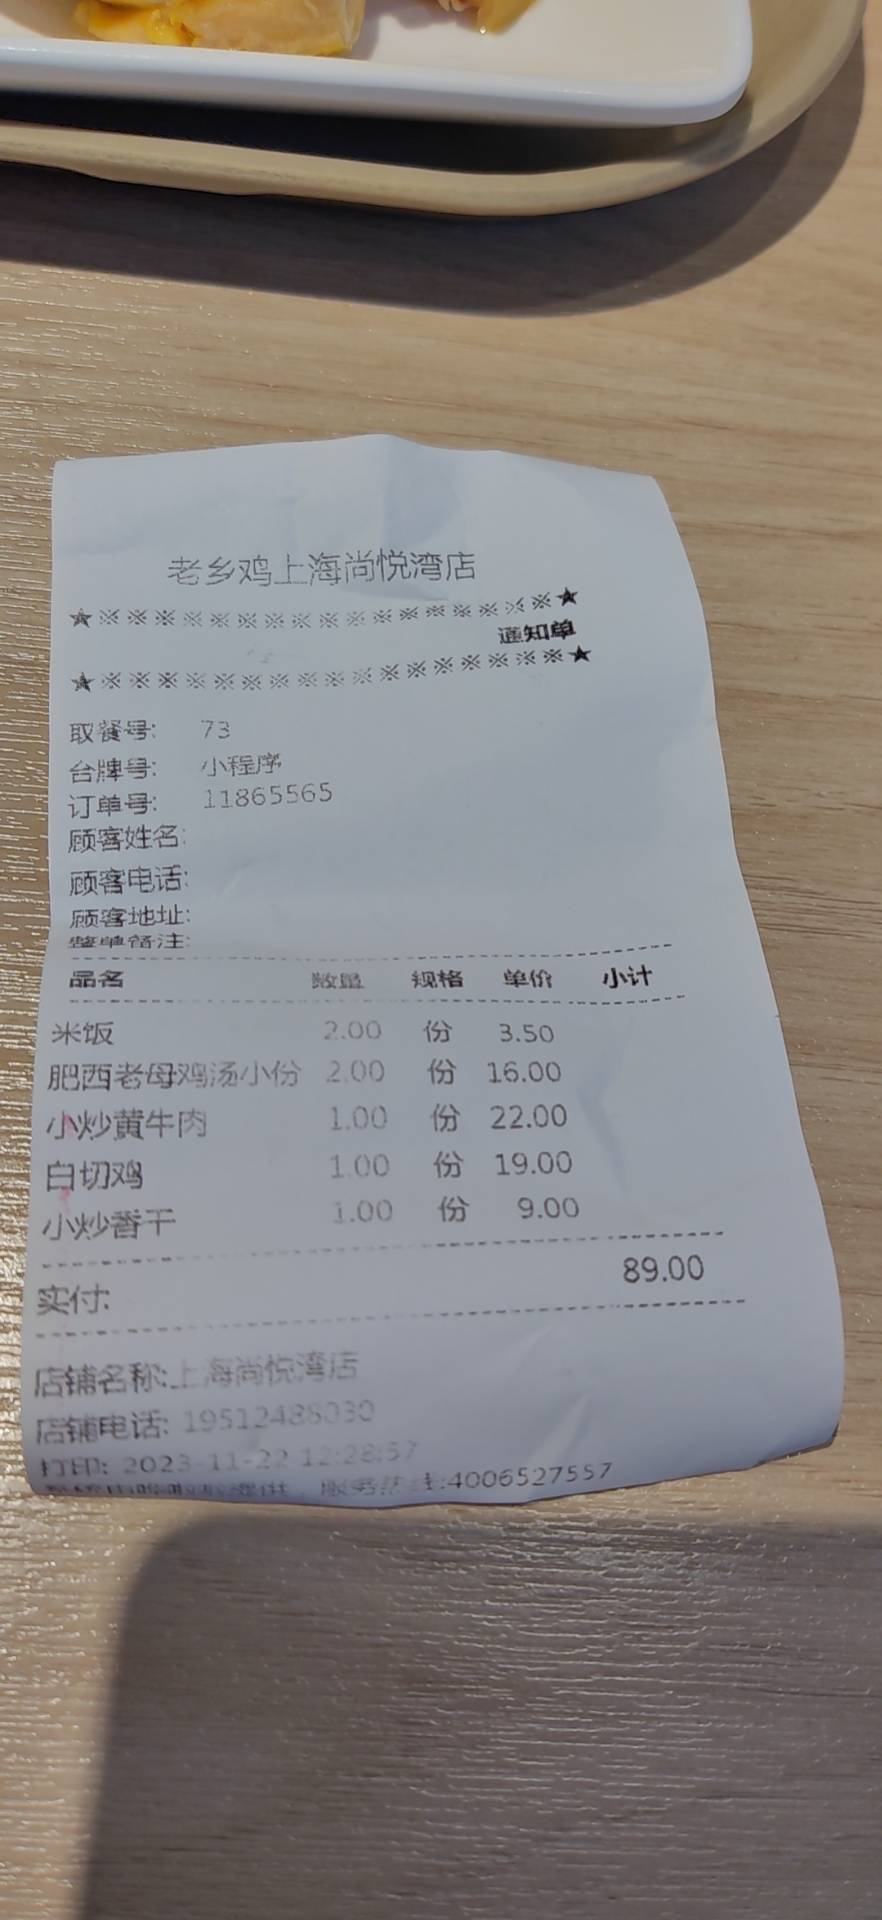 老乡鸡上海尚悦湾店
★※※※※※※※※※※※※※※※※※★
通知单
★※※※※※※※※※※※※※※※※※★
取餐号: 73
台牌号: 小程序
订单号: 11865565
顾客姓名:
顾客电话:
顾客地址:
整单备注:
品名 数量 规格 单价 小计
米饭 2.00 份 3.50
肥西老母鸡汤小份 2.00 份 16.00
小炒黄牛肉 1.00 份 22.00
白切鸡 1.00 份 19.00
小炒香干 1.00 份 9.00
实付: 89.00
店铺名称:上海尚悦湾店
店铺电话: 19512488030
打印: 2023-11-22 12:28:57
服务热线:4006527557